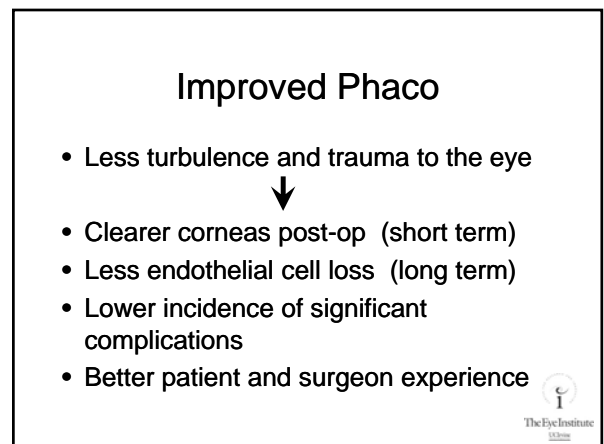 Improved Phaco
• Less turbulence and trauma to the eye
• Clearer corneas post-op (short term)
• Less endothelial cell loss (long term)
• Lower incidence of significant
complications
• Better patient and surgeon experience
The Eye Institute
UCIrvine